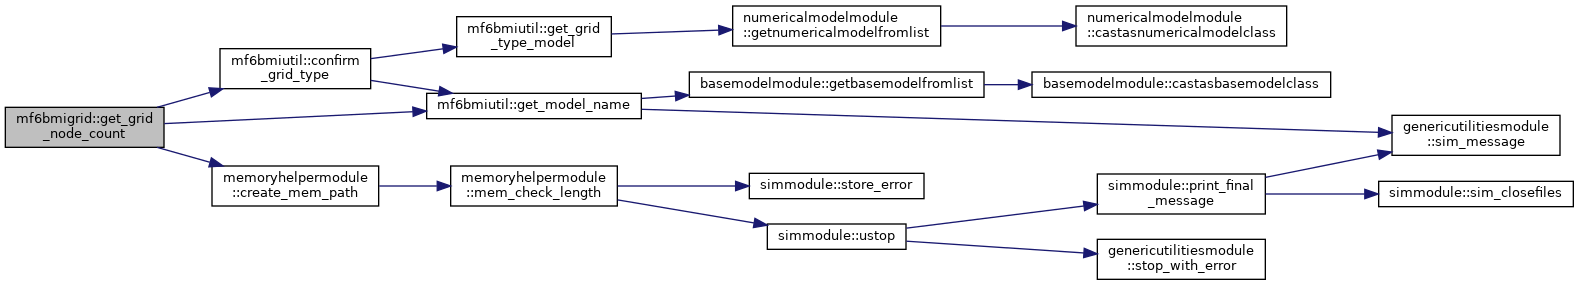 mf6bmigrid::get_grid
_node_count
mf6bmiutil::confirm
_grid_type
mf6bmiutil::get_grid
_type_model
numericalmodelmodule
::getnumericalmodelfromlist
numericalmodelmodule
::castasnumericalmodelclass
mf6bmiutil::get_model_name
basemodelmodule::getbasemodelfromlist
basemodelmodule::castasbasemodelclass
genericutilitiesmodule
::sim_message
memoryhelpermodule
::create_mem_path
memoryhelpermodule
::mem_check_length
simmodule::store_error
simmodule::ustop
simmodule::print_final
_message
simmodule::sim_closefiles
genericutilitiesmodule
::stop_with_error